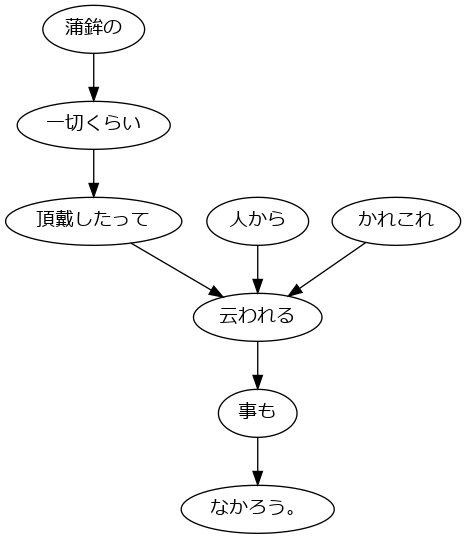 蒲鉾の
一切くらい
頂戴したって
人から
かれこれ
云われる
事も
なかろう。